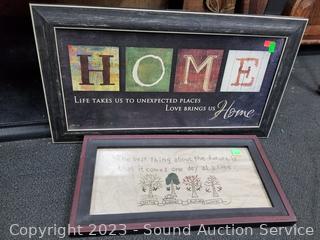 HOME
LIFE TAKES US TO UNEXPECTED PLACES
LOVE BRINGS US Home
The best thing about the future is
that it comes one day at a time.
Copyright 2023 - Sound Auction Service